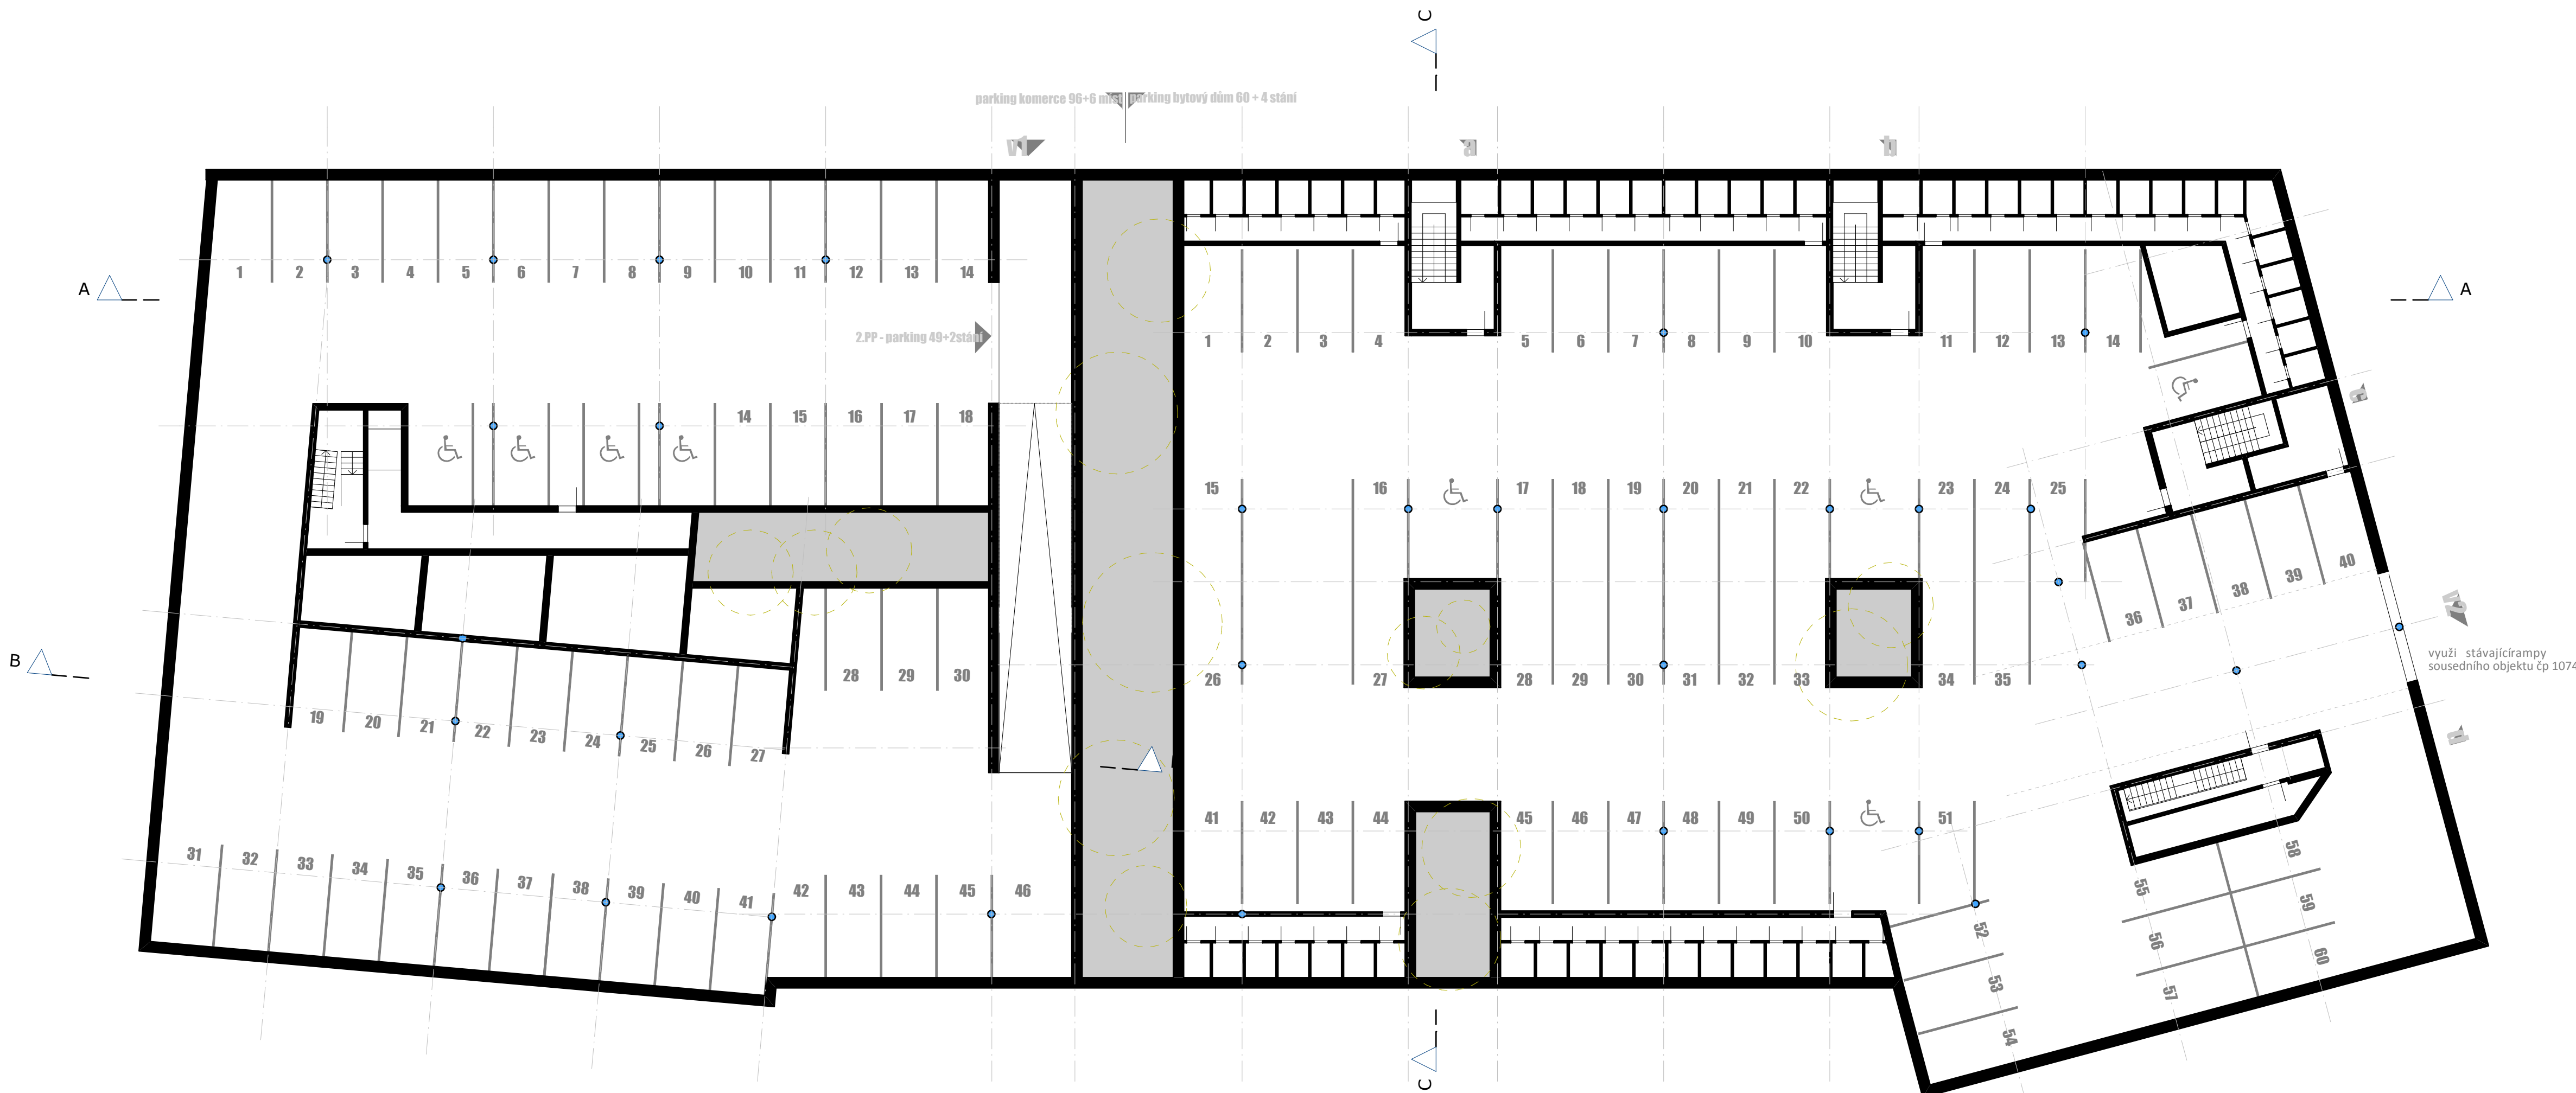 C
parking komerce 96+6 parking bytový dům 60 + 4 stání
v1
a
A
A
1 2 3 4 5 6 7 8 9 10 11 12 13 14
2.PP - parking 49+2stání
1 2 3 4 5 6 7 8 9 10 11 12 13 14
14 15 16 17 18
15 16 17 18 19 20 21 22 23 24 25
36 37 38 39 40
B
využi stávajícírampy
sousedního objektu čp 1074
28 29 30
26 27 28 29 30 31 32 33 34 35
19 20 21 22 23 24 25 26 27
41 42 43 44 45 46 47 48 49 50 51
31 32 33 34 35 36 37 38 39 40 41 42 43 44 45 46
52 53 54
55 56 57
58 59 60
C